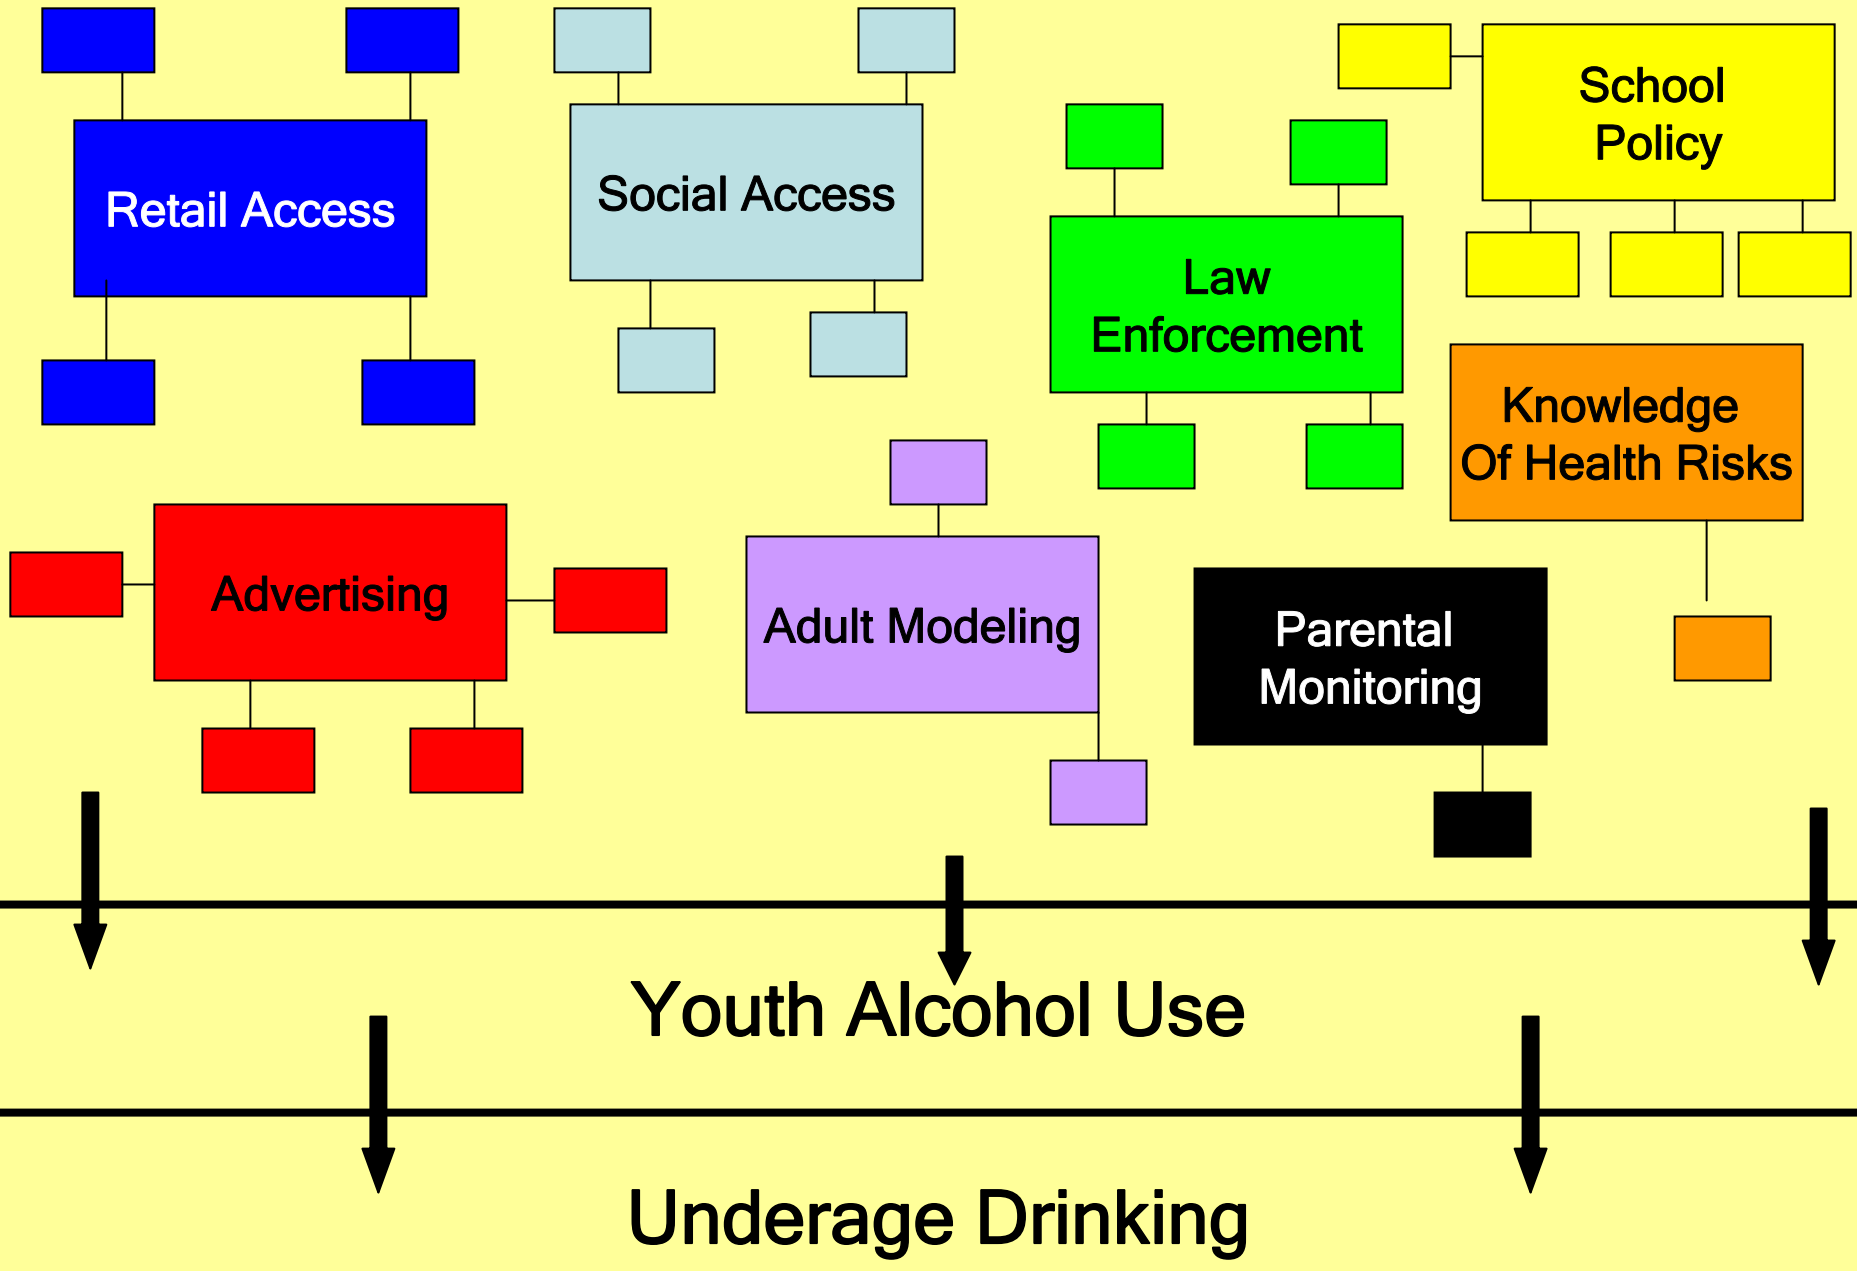 Retail Access
Social Access
School
Policy
Law
Enforcement
Knowledge
Of Health Risks
Advertising
Adult Modeling
Parental
Monitoring
Youth Alcohol Use
Underage Drinking